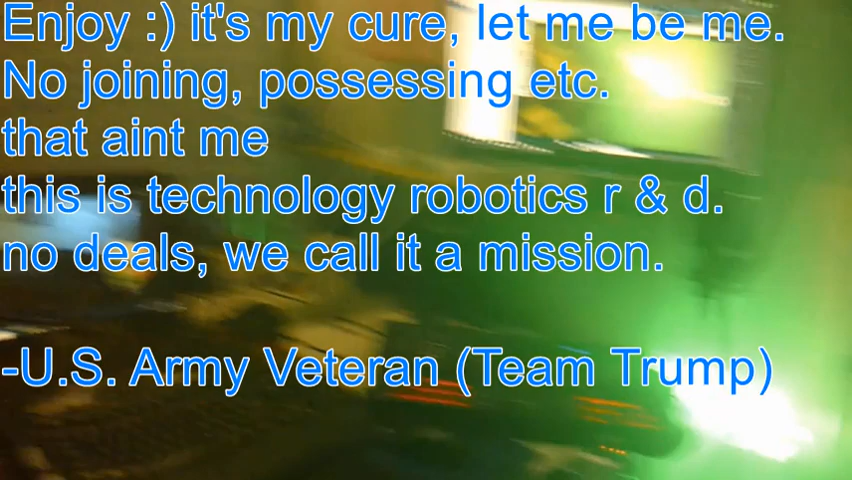 Enjoy :) it's my cure, let me be me.
No joining, possessing etc.
that aint me
this is technology robotics r & d.
no deals, we call it a mission.
-U.S. Army Veteran (Team Trump)